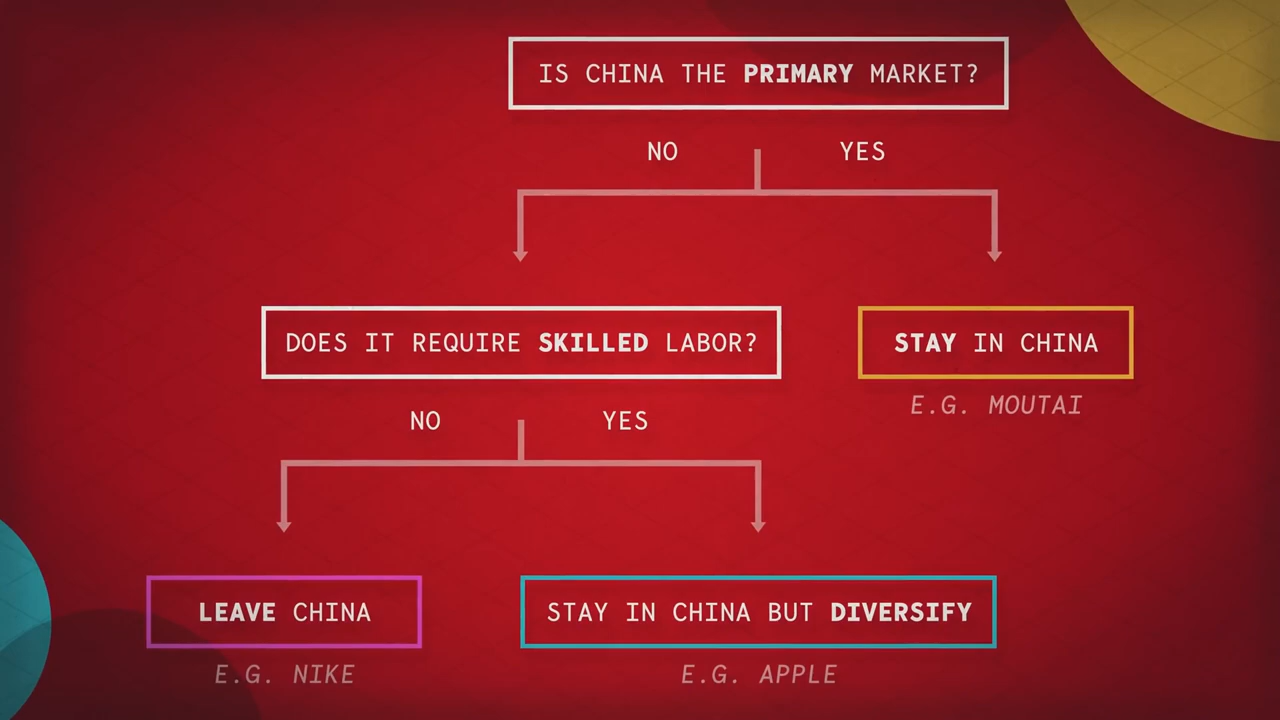 IS CHINA THE PRIMARY MARKET?
NO YES
DOES IT REQUIRE SKILLED LABOR?
STAY IN CHINA
E.G. MOUTAI
NO YES
LEAVE CHINA
STAY IN CHINA BUT DIVERSIFY
E.G. NIKE
E.G. APPLE